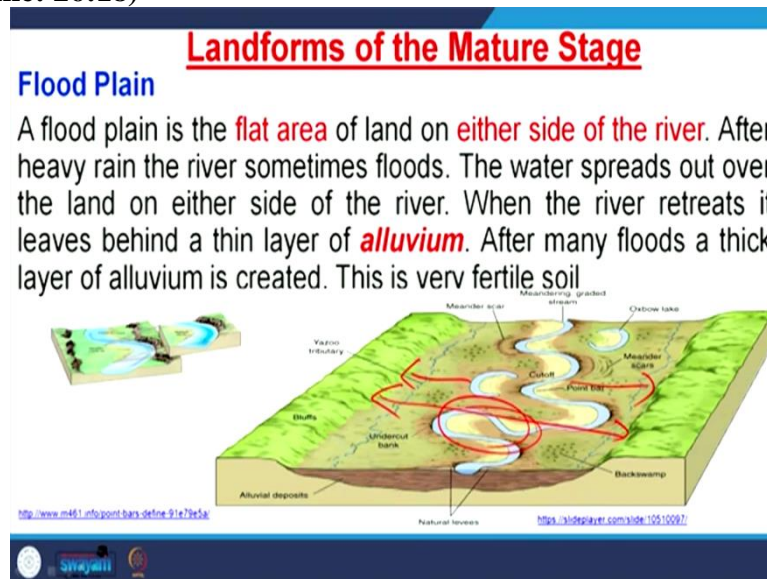 Landforms of the Mature Stage
Flood Plain
A flood plain is the flat area of land on either side of the river. After
heavy rain the river sometimes floods. The water spreads out over
the land on either side of the river. When the river retreats it
leaves behind a thin layer of alluvium. After many floods a thick
layer of alluvium is created. This is very fertile soil
Meandering graded
stream
Meander scar
Oxbow lake
Yazoo
tributary
Meander
scars
Cutoff
Point bar
Bluffs
Undercut
bank
Backswamp
Alluvial deposits
Natural levees
http://www.m461.info/point-bars-define-91e79e5a/
https://slideplayer.com/slide/10510097/
swayam